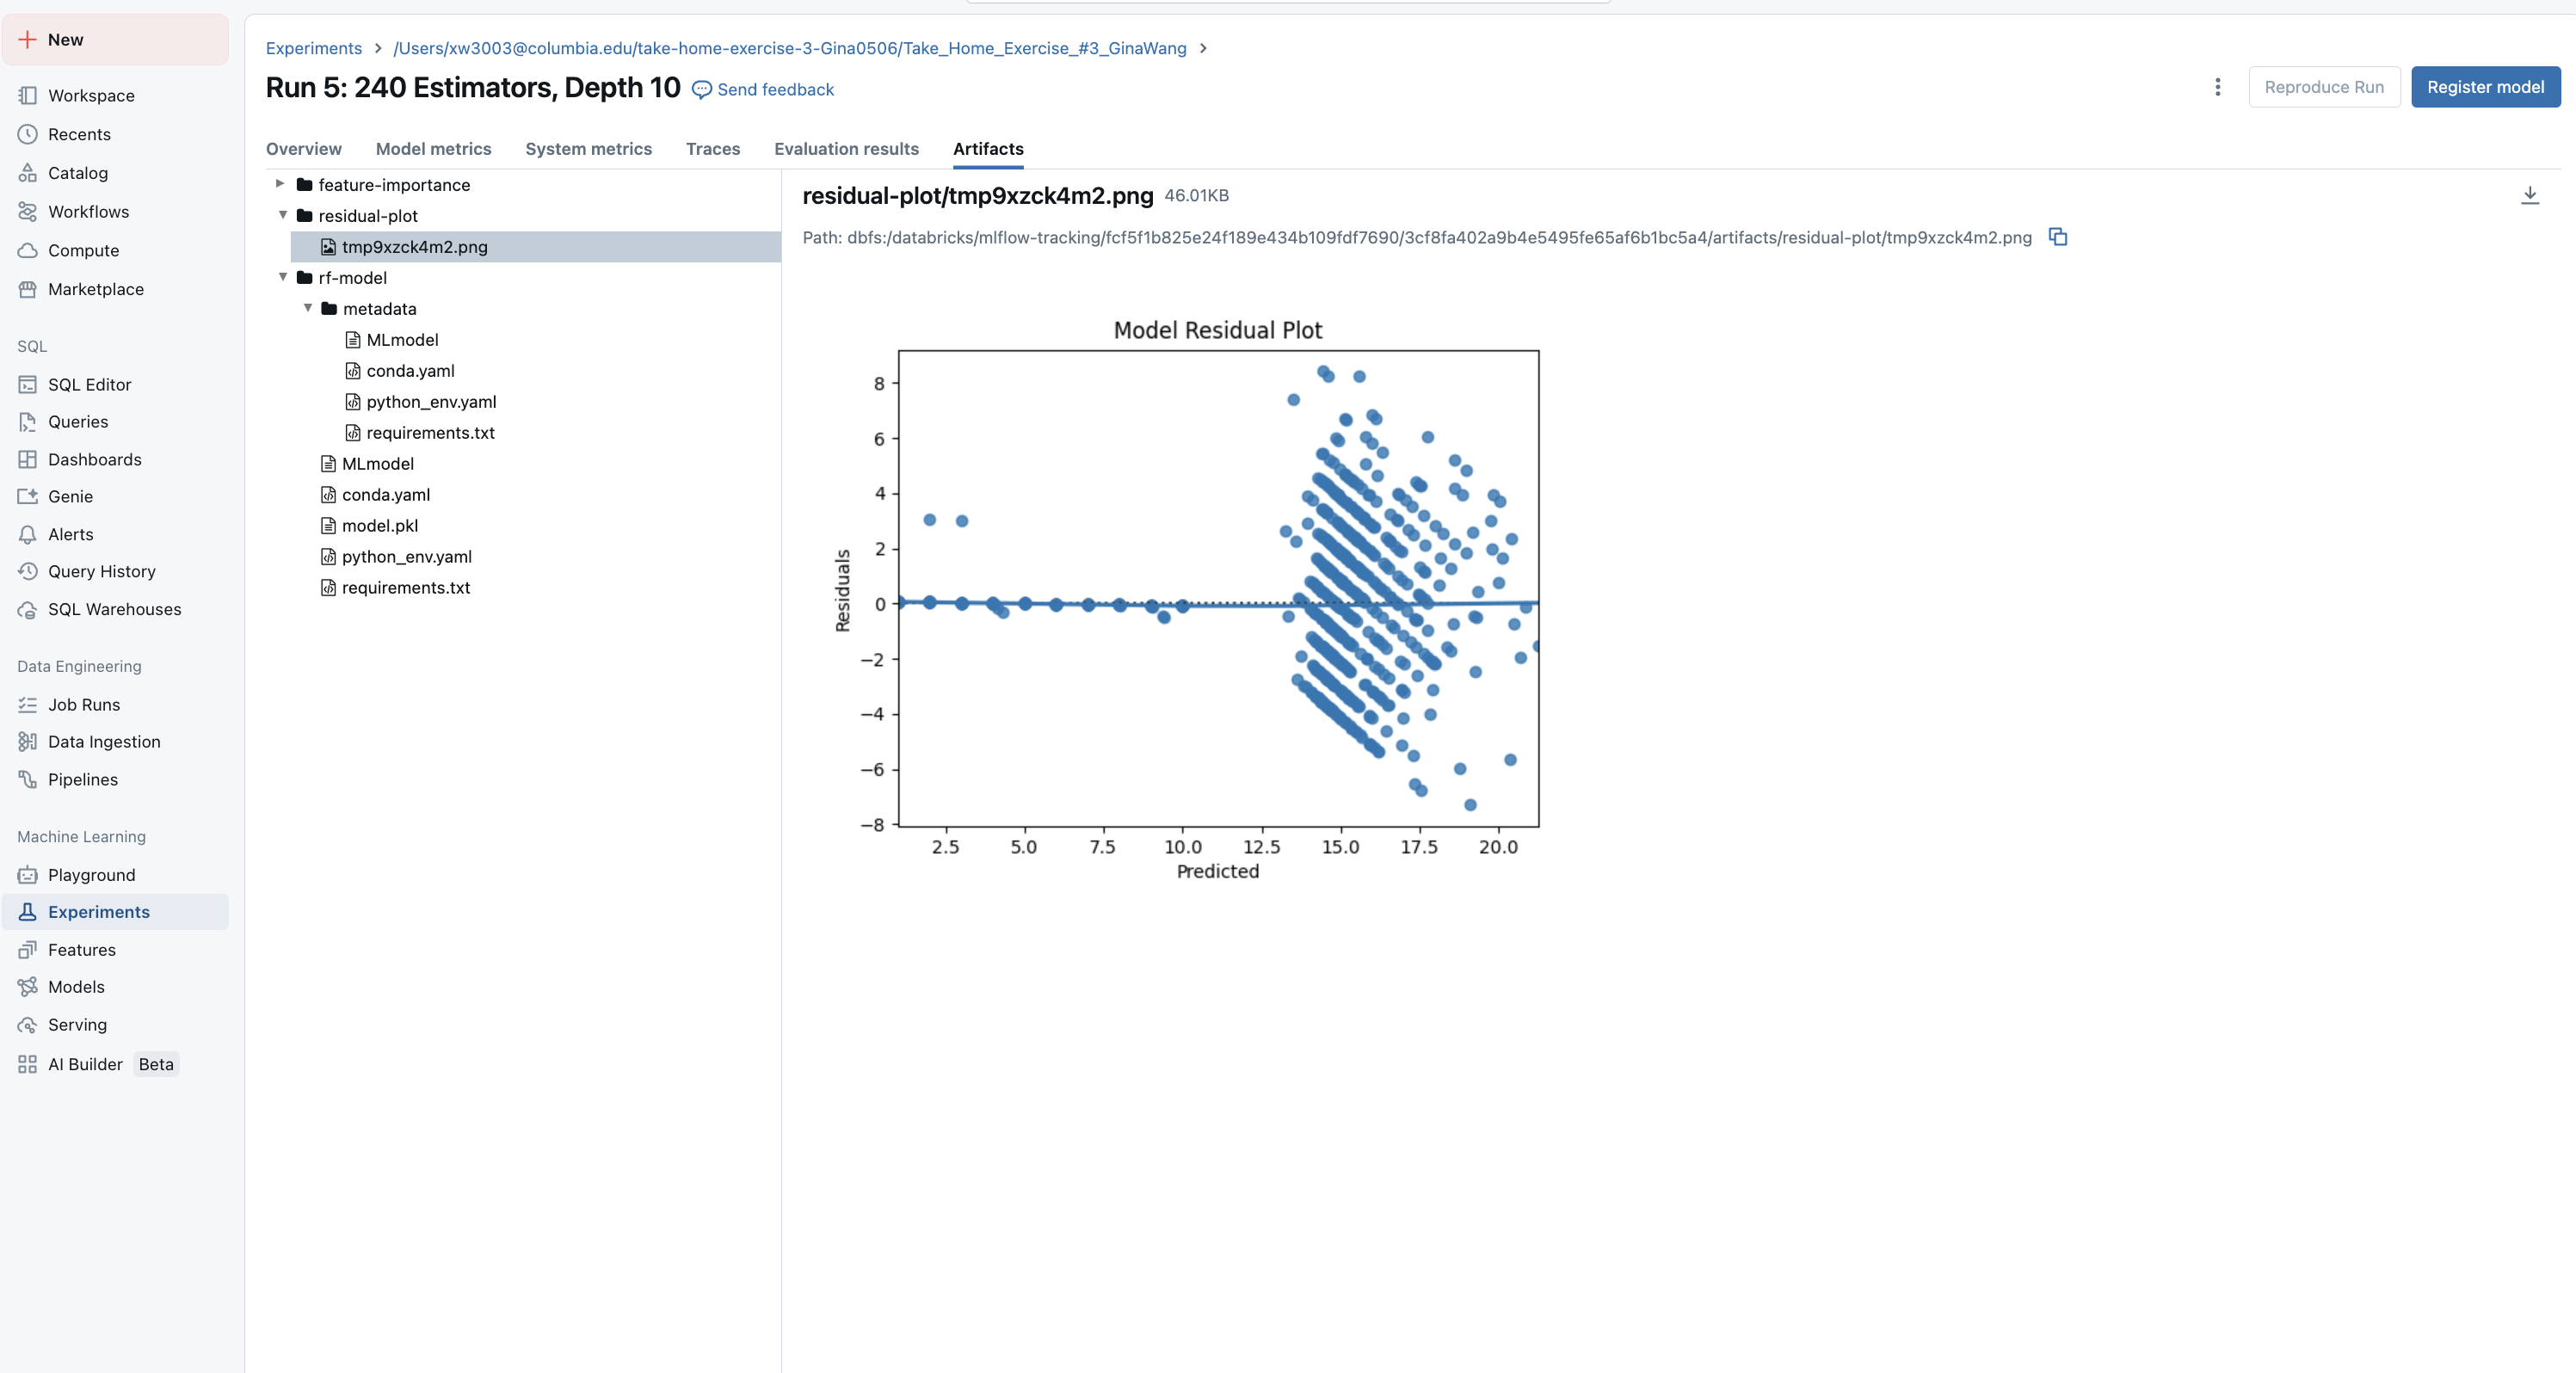 New
Workspace
Recents
Catalog
Workflows
Compute
Marketplace
SQL
SQL Editor
Queries
Dashboards
Genie
Alerts
Query History
SQL Warehouses
Data Engineering
Job Runs
Data Ingestion
Pipelines
Machine Learning
Playground
Experiments
Features
Models
Serving
AI Builder Beta
Experiments > /Users/xw3003@columbia.edu/take-home-exercise-3-Gina0506/Take_Home_Exercise_#3_GinaWang >
Run 5: 240 Estimators, Depth 10 Send feedback
Reproduce Run Register model
Overview Model metrics System metrics Traces Evaluation results Artifacts
feature-importance
residual-plot
tmp9xzck4m2.png
rf-model
metadata
MLmodel
conda.yaml
python_env.yaml
requirements.txt
MLmodel
conda.yaml
model.pkl
python_env.yaml
requirements.txt
residual-plot/tmp9xzck4m2.png 46.01KB
Path: dbfs:/databricks/mlflow-tracking/fcf5f1b825e24f189e434b109fdf7690/3cf8fa402a9b4e5495fe65af6b1bc5a4/artifacts/residual-plot/tmp9xzck4m2.png
Model Residual Plot
Residuals
8
6
4
2
0
−2
−4
−6
−8
2.5 5.0 7.5 10.0 12.5 15.0 17.5 20.0
Predicted